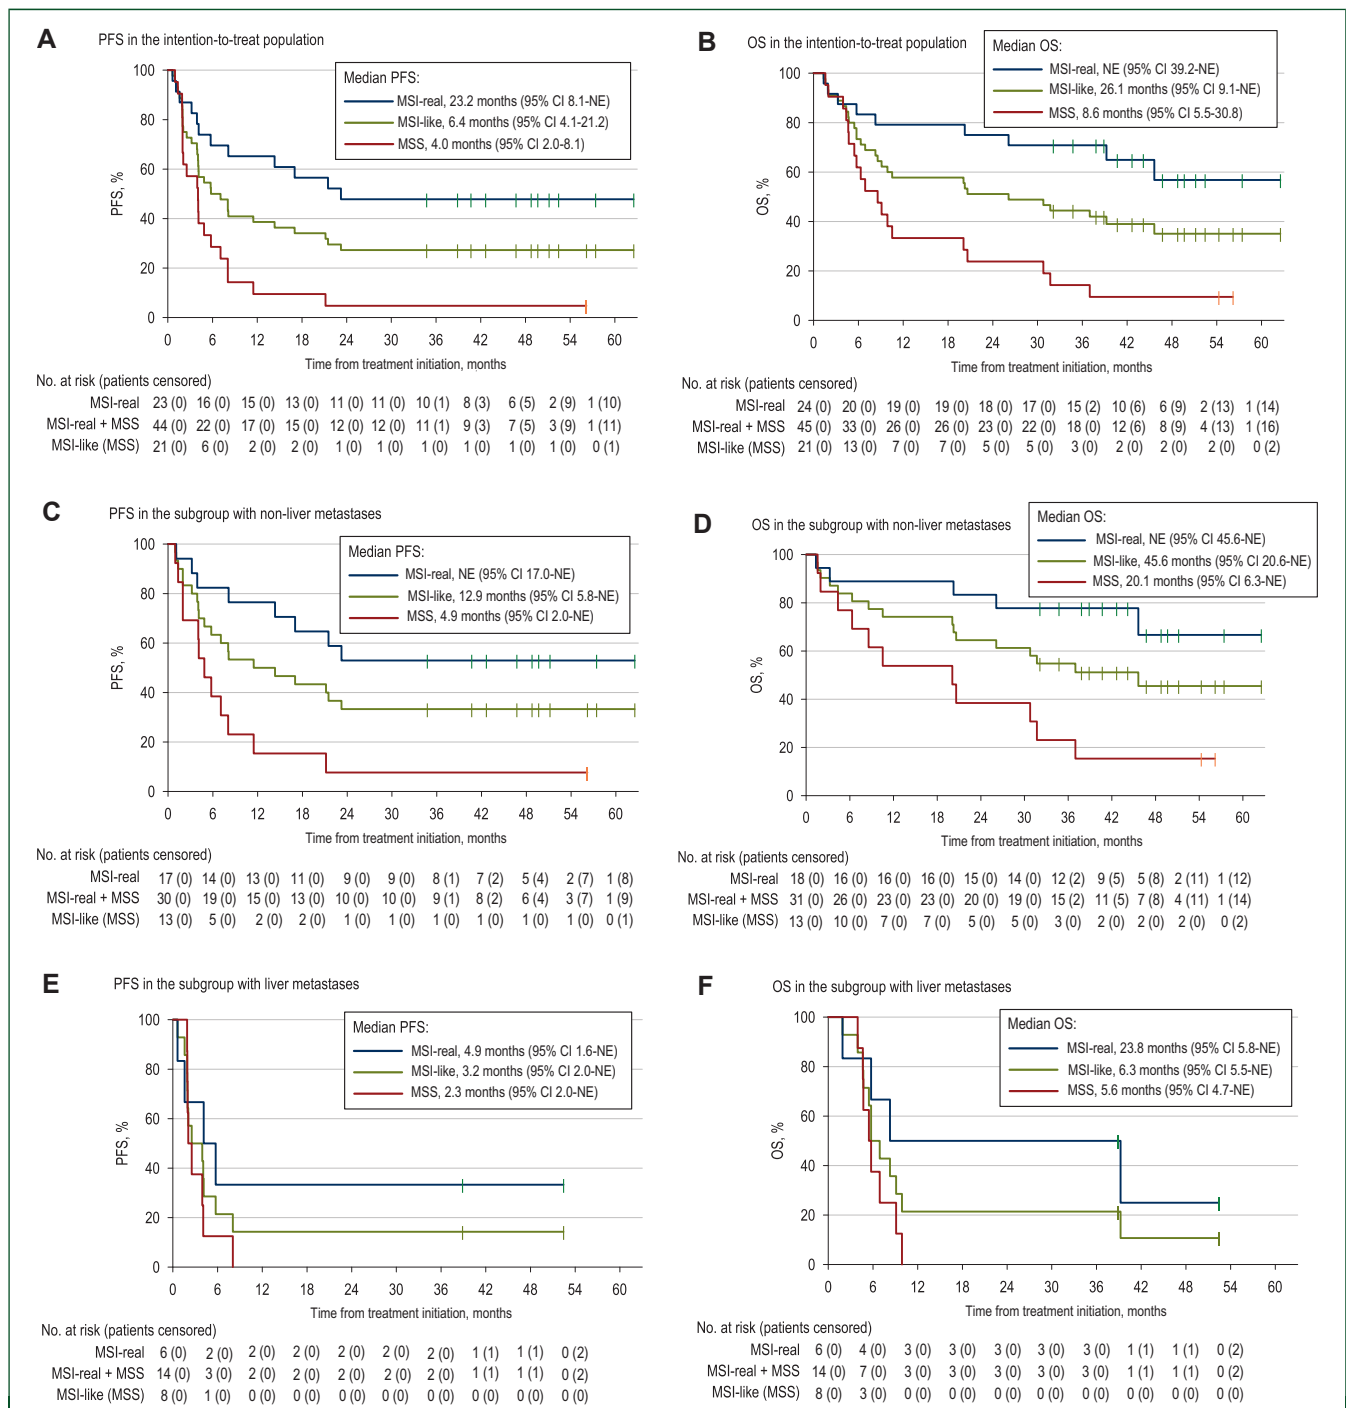 A PFS in the intention-to-treat population
Median PFS:
MSI-real, 23.2 months (95% CI 8.1-NE)
MSI-like, 6.4 months (95% CI 4.1-21.2)
MSS, 4.0 months (95% CI 2.0-8.1)
PFS, %
100
80
60
40
20
0
0 6 12 18 24 30 36 42 48 54 60
Time from treatment initiation, months
No. at risk (patients censored)
MSI-real 23 (0) 16 (0) 15 (0) 13 (0) 11 (0) 11 (0) 10 (1) 8 (3) 6 (5) 2 (9) 1 (10)
MSI-real + MSS 44 (0) 22 (0) 17 (0) 15 (0) 12 (0) 12 (0) 11 (1) 9 (3) 7 (5) 3 (9) 1 (11)
MSI-like (MSS) 21 (0) 6 (0) 2 (0) 2 (0) 1 (0) 1 (0) 1 (0) 1 (0) 1 (0) 1 (0) 0 (1)
B OS in the intention-to-treat population
Median OS:
MSI-real, NE (95% CI 39.2-NE)
MSI-like, 26.1 months (95% CI 9.1-NE)
MSS, 8.6 months (95% CI 5.5-30.8)
OS, %
100
80
60
40
20
0
0 6 12 18 24 30 36 42 48 54 60
Time from treatment initiation, months
No. at risk (patients censored)
MSI-real 24 (0) 20 (0) 19 (0) 19 (0) 18 (0) 17 (0) 15 (2) 10 (6) 6 (9) 2 (13) 1 (14)
MSI-real + MSS 45 (0) 33 (0) 26 (0) 26 (0) 23 (0) 22 (0) 18 (0) 12 (6) 8 (9) 4 (13) 1 (16)
MSI-like (MSS) 21 (0) 13 (0) 7 (0) 7 (0) 5 (0) 5 (0) 3 (0) 2 (0) 2 (0) 2 (0) 0 (2)
C PFS in the subgroup with non-liver metastases
Median PFS:
MSI-real, NE (95% CI 17.0-NE)
MSI-like, 12.9 months (95% CI 5.8-NE)
MSS, 4.9 months (95% CI 2.0-NE)
PFS, %
100
80
60
40
20
0
0 6 12 18 24 30 36 42 48 54 60
Time from treatment initiation, months
No. at risk (patients censored)
MSI-real 17 (0) 14 (0) 13 (0) 11 (0) 9 (0) 9 (0) 8 (1) 7 (2) 5 (4) 2 (7) 1 (8)
MSI-real + MSS 30 (0) 19 (0) 15 (0) 13 (0) 10 (0) 10 (0) 9 (1) 8 (2) 6 (4) 3 (7) 1 (9)
MSI-like (MSS) 13 (0) 5 (0) 2 (0) 2 (0) 1 (0) 1 (0) 1 (0) 1 (0) 1 (0) 1 (0) 0 (1)
D OS in the subgroup with non-liver metastases
Median OS:
MSI-real, NE (95% CI 45.6-NE)
MSI-like, 45.6 months (95% CI 20.6-NE)
MSS, 20.1 months (95% CI 6.3-NE)
OS, %
100
80
60
40
20
0
0 6 12 18 24 30 36 42 48 54 60
Time from treatment initiation, months
No. at risk (patients censored)
MSI-real 18 (0) 16 (0) 16 (0) 16 (0) 15 (0) 14 (0) 12 (2) 9 (5) 5 (8) 2 (11) 1 (12)
MSI-real + MSS 31 (0) 26 (0) 23 (0) 23 (0) 20 (0) 19 (0) 15 (2) 11 (5) 7 (8) 4 (11) 1 (14)
MSI-like (MSS) 13 (0) 10 (0) 7 (0) 7 (0) 5 (0) 5 (0) 3 (0) 2 (0) 2 (0) 2 (0) 0 (2)
E PFS in the subgroup with liver metastases
Median PFS:
MSI-real, 4.9 months (95% CI 1.6-NE)
MSI-like, 3.2 months (95% CI 2.0-NE)
MSS, 2.3 months (95% CI 2.0-NE)
PFS, %
100
80
60
40
20
0
0 6 12 18 24 30 36 42 48 54 60
Time from treatment initiation, months
No. at risk (patients censored)
MSI-real 6 (0) 2 (0) 2 (0) 2 (0) 2 (0) 2 (0) 2 (0) 1 (1) 1 (1) 0 (2)
MSI-real + MSS 14 (0) 3 (0) 2 (0) 2 (0) 2 (0) 2 (0) 2 (0) 1 (1) 1 (1) 0 (2)
MSI-like (MSS) 8 (0) 1 (0) 0 (0) 0 (0) 0 (0) 0 (0) 0 (0) 0 (0) 0 (0) 0 (0)
F OS in the subgroup with liver metastases
Median OS:
MSI-real, 23.8 months (95% CI 5.8-NE)
MSI-like, 6.3 months (95% CI 5.5-NE)
MSS, 5.6 months (95% CI 4.7-NE)
OS, %
100
80
60
40
20
0
0 6 12 18 24 30 36 42 48 54 60
Time from treatment initiation, months
No. at risk (patients censored)
MSI-real 6 (0) 4 (0) 3 (0) 3 (0) 3 (0) 3 (0) 3 (0) 1 (1) 1 (1) 0 (2)
MSI-real + MSS 14 (0) 7 (0) 3 (0) 3 (0) 3 (0) 3 (0) 3 (0) 1 (1) 1 (1) 0 (2)
MSI-like (MSS) 8 (0) 3 (0) 0 (0) 0 (0) 0 (0) 0 (0) 0 (0) 0 (0) 0 (0) 0 (0)